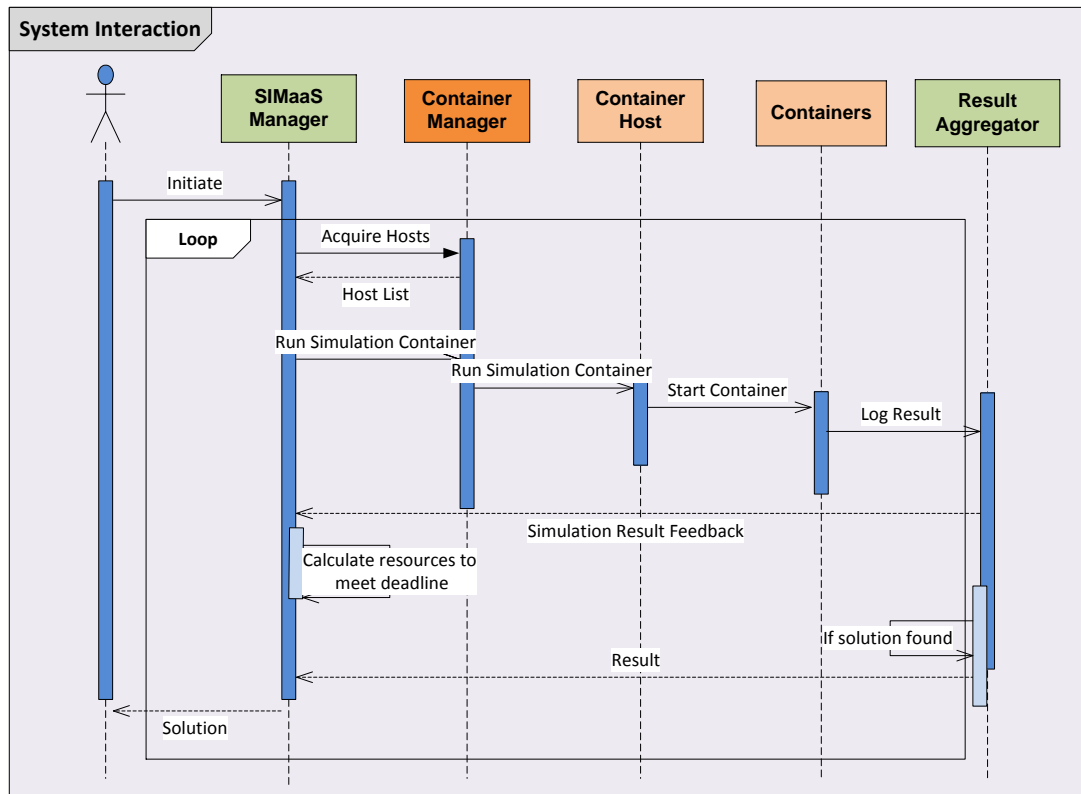 System Interaction
SIMaaS
Manager
Container
Manager
Container
Host
Containers
Result
Aggregator
Initiate
Loop
Acquire Hosts
Host List
Run Simulation Container
Run Simulation Container
Start Container
Log Result
Simulation Result Feedback
Calculate resources to
meet deadline
If solution found
Result
Solution